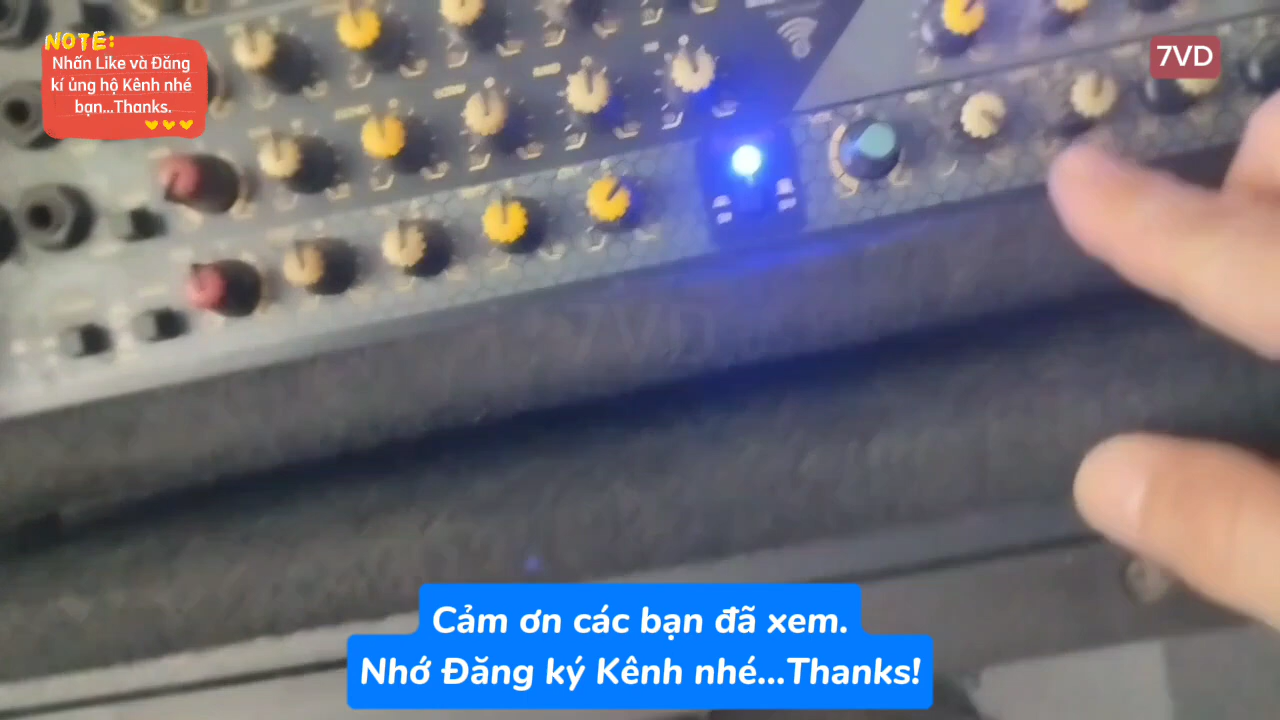 NOTE:
Nhấn Like và Đăng
kí ủng hộ Kênh nhé
bạn...Thanks.
7VD
7VD
Cảm ơn các bạn đã xem.
Nhớ Đăng ký Kênh nhé...Thanks!